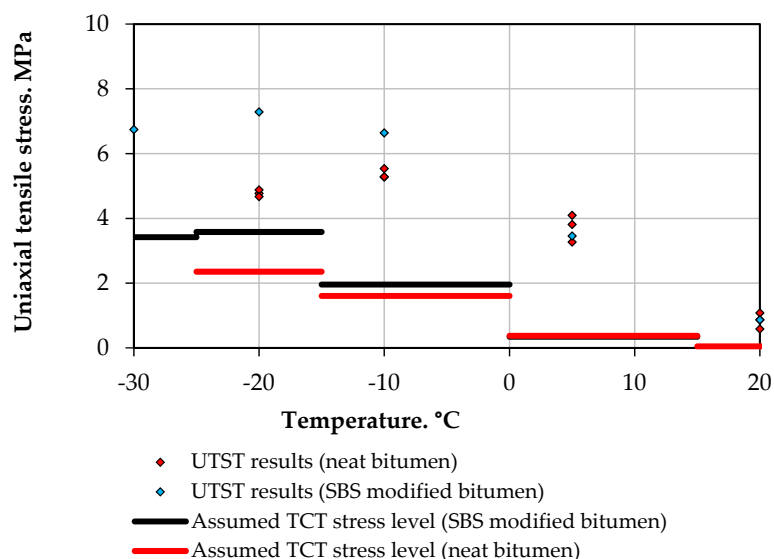 10
8
6
4
2
0
Uniaxial tensile stress. MPa
-30 -20 -10 0 10 20
Temperature. °C
UTST results (neat bitumen)
UTST results (SBS modified bitumen)
Assumed TCT stress level (SBS modified bitumen)
Assumed TCT stress level (neat bitumen)